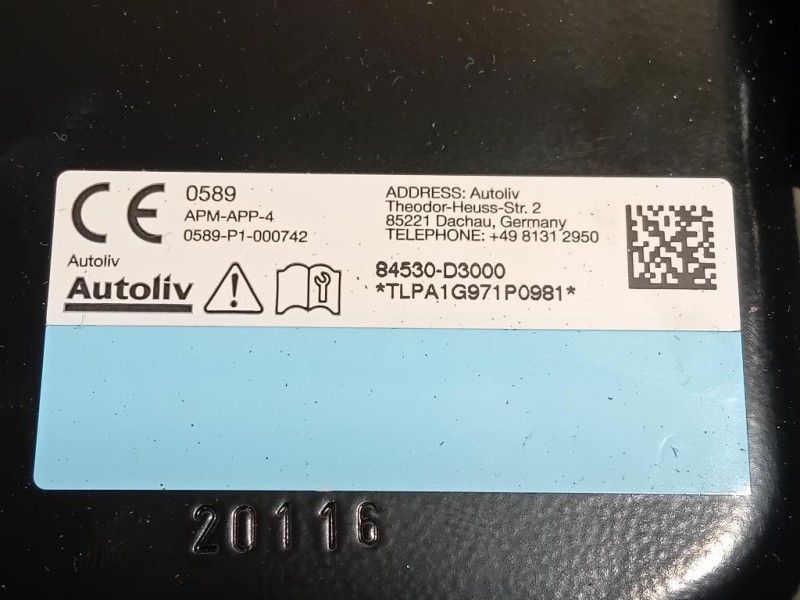 CE 0589
APM-APP-4
0589-P1-000742
ADDRESS: Autoliv
Theodor-Heuss-Str. 2
85221 Dachau, Germany
TELEPHONE: +49 8131 2950
Autoliv
Autoliv
84530-D3000
*TLPA1G971P0981*
20116